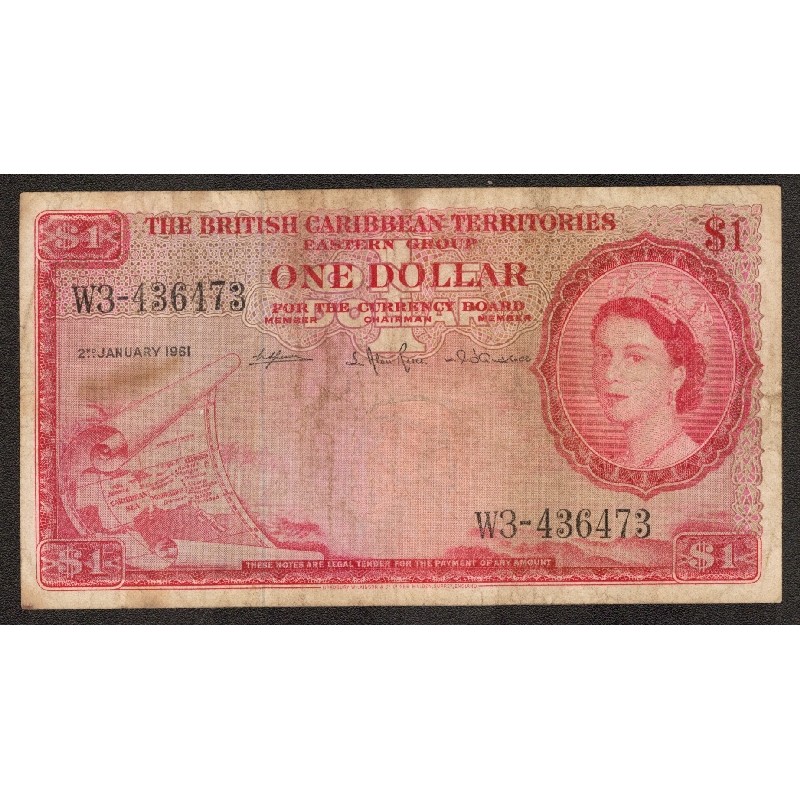 THE BRITISH CARIBBEAN TERRITORIES
EASTERN GROUP
$1
$1
ONE DOLLAR
W3-436473
FOR THE CURRENCY BOARD
MEMBER CHAIRMAN MEMBER
2ND JANUARY 1961
W3-436473
$1
$1
THESE NOTES ARE LEGAL TENDER FOR THE PAYMENT OF ANY AMOUNT